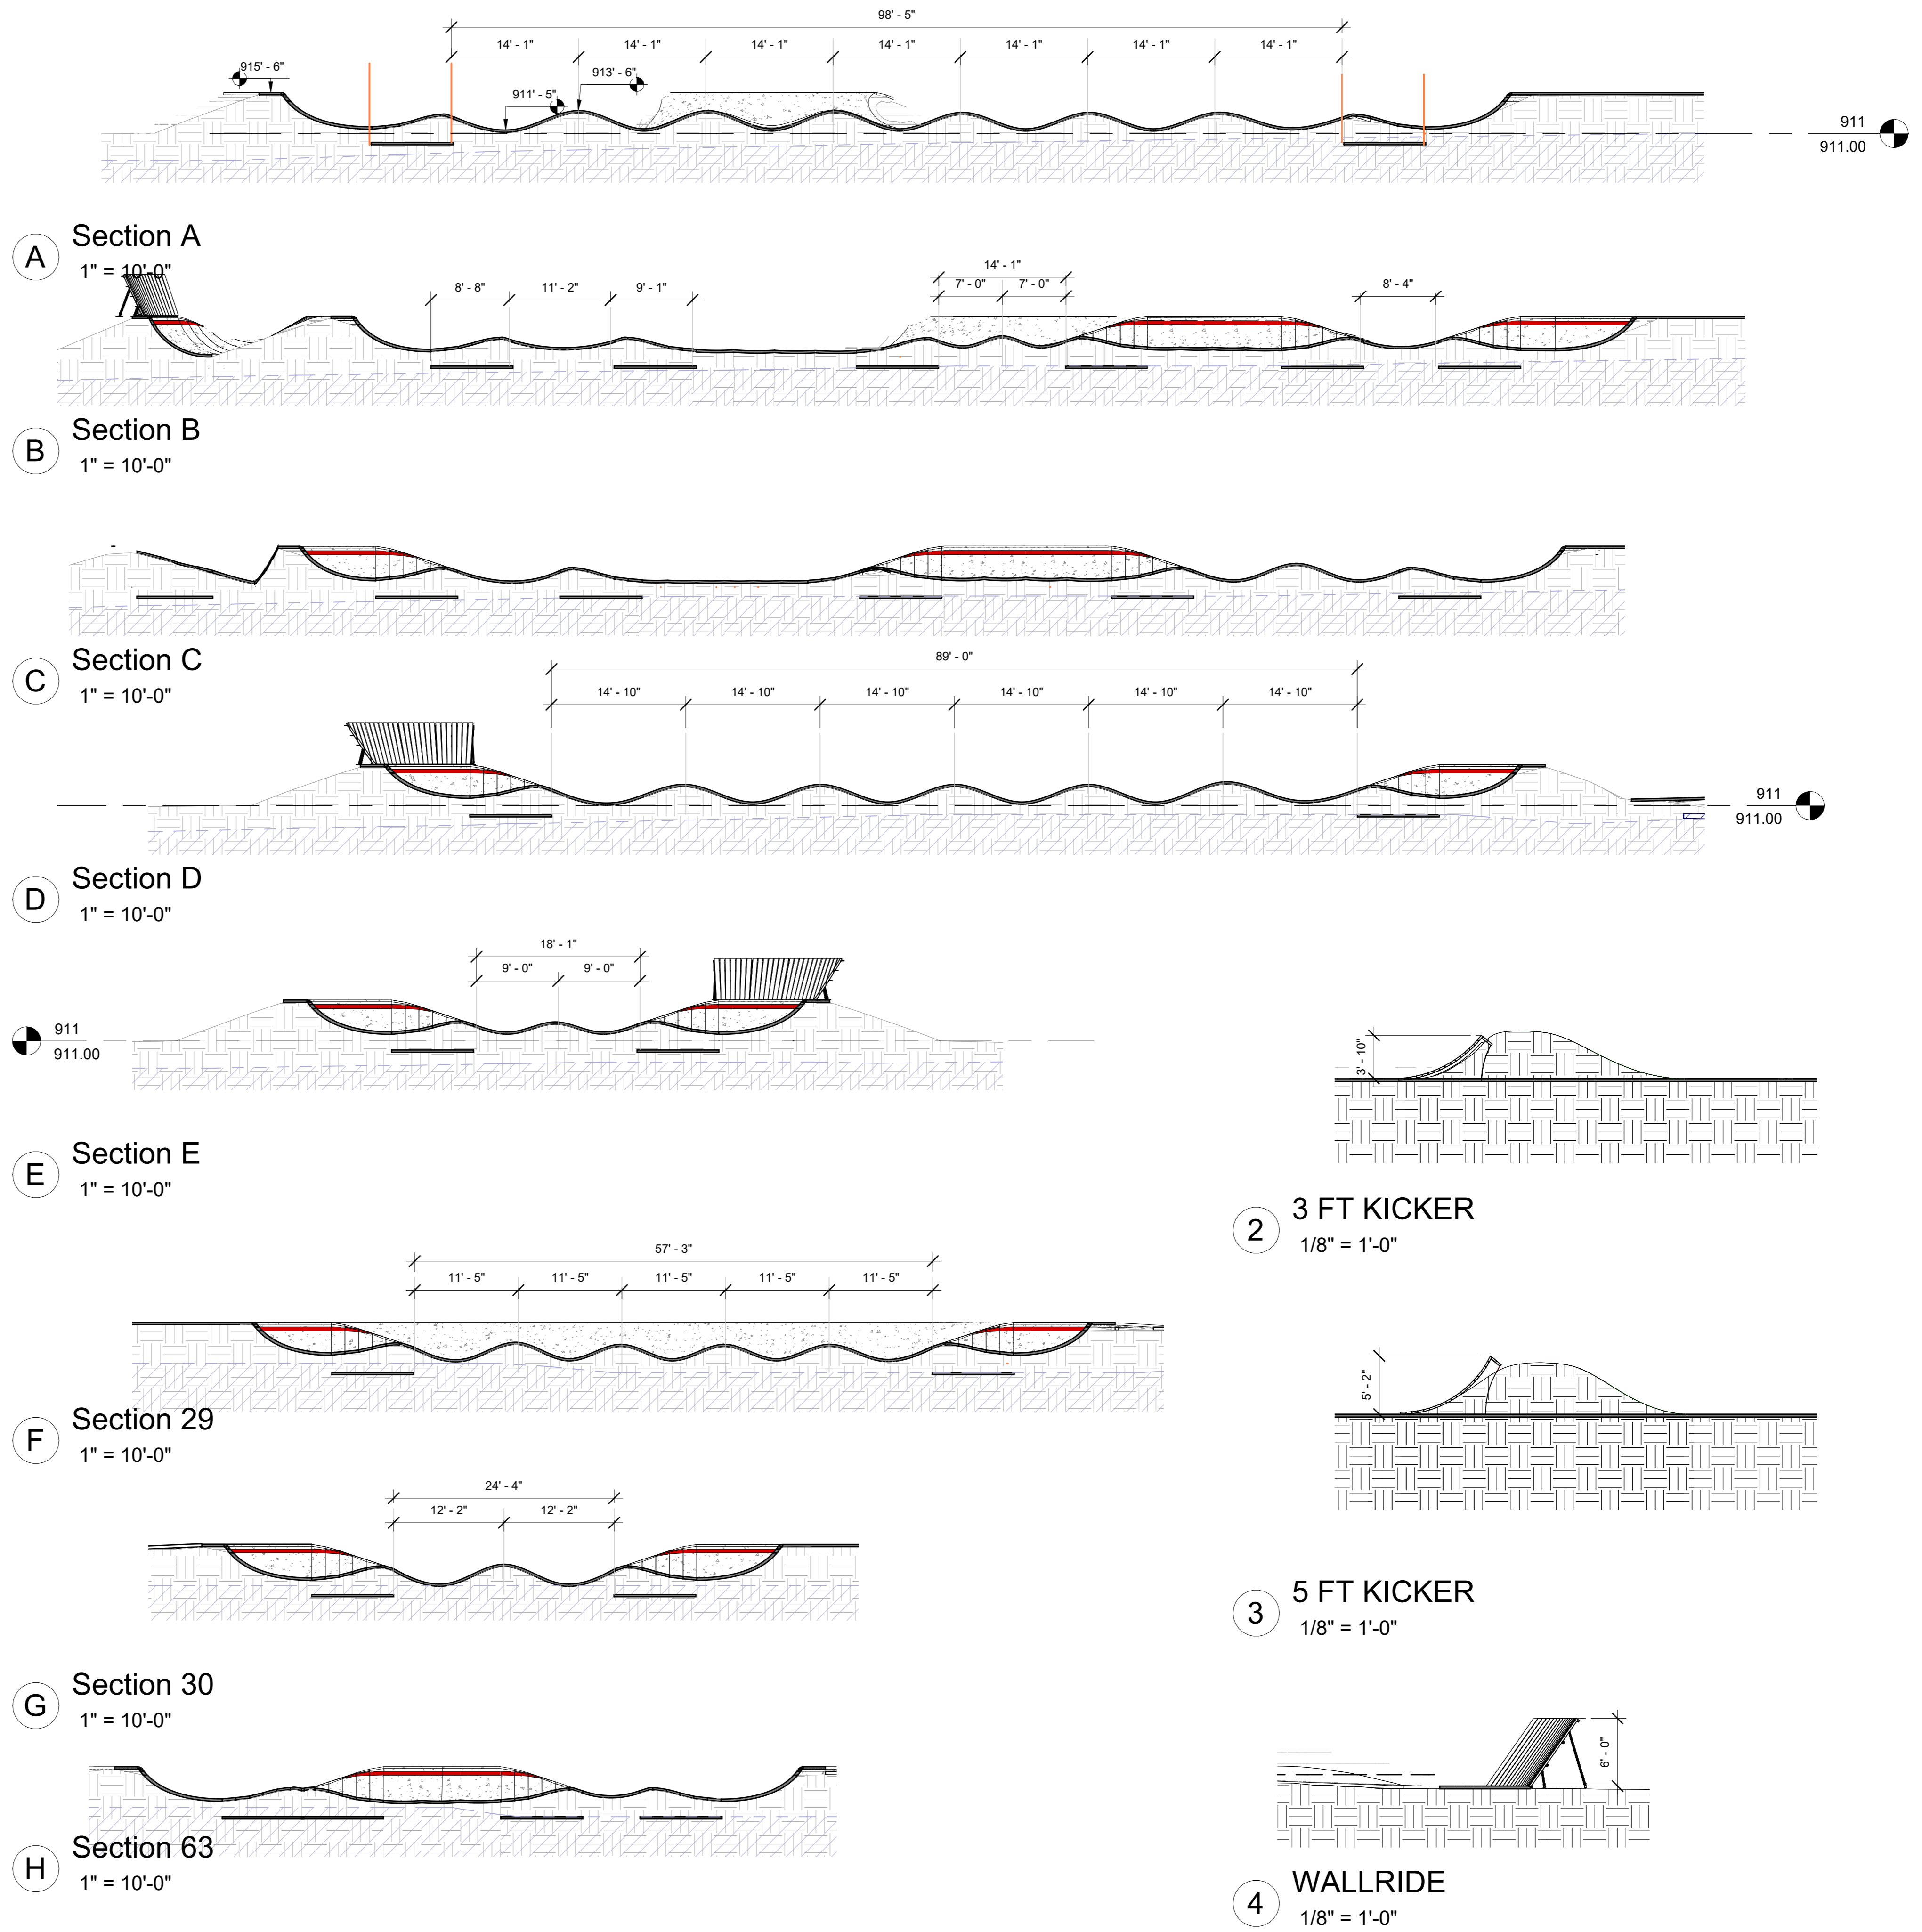 98' - 5"
14' - 1" 14' - 1" 14' - 1" 14' - 1" 14' - 1" 14' - 1" 14' - 1"
915' - 6"
913' - 6"
911' - 5"
911
911.00
A Section A
1" = 10'-0"
14' - 1"
8' - 8" 11' - 2" 9' - 1" 7' - 0" 7' - 0" 8' - 4"
B Section B
1" = 10'-0"
C Section C
1" = 10'-0"
89' - 0"
14' - 10" 14' - 10" 14' - 10" 14' - 10" 14' - 10" 14' - 10"
911
911.00
D Section D
1" = 10'-0"
18' - 1"
9' - 0" 9' - 0"
911
911.00
E Section E
1" = 10'-0"
3' - 10"
2 3 FT KICKER
1/8" = 1'-0"
57' - 3"
11' - 5" 11' - 5" 11' - 5" 11' - 5" 11' - 5"
F Section 29
1" = 10'-0"
5' - 2"
3 5 FT KICKER
1/8" = 1'-0"
24' - 4"
12' - 2" 12' - 2"
G Section 30
1" = 10'-0"
H Section 63
1" = 10'-0"
6' - 0"
4 WALLRIDE
1/8" = 1'-0"